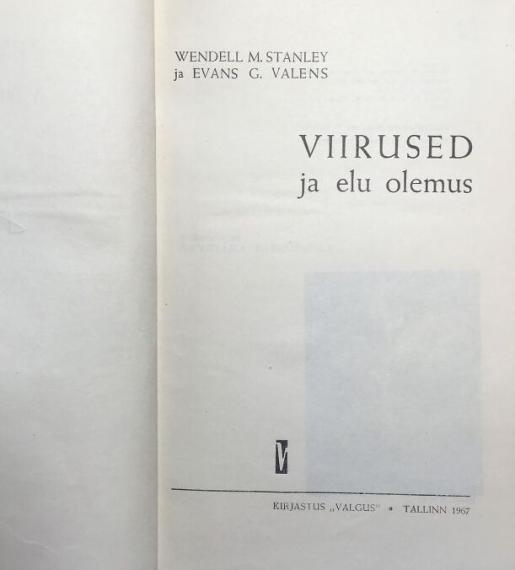 WENDELL M. STANLEY
ja EVANS G. VALENS
VIIRUSED
ja elu olemus
V
KIRJASTUS „VALGUS“ * TALLINN 1967